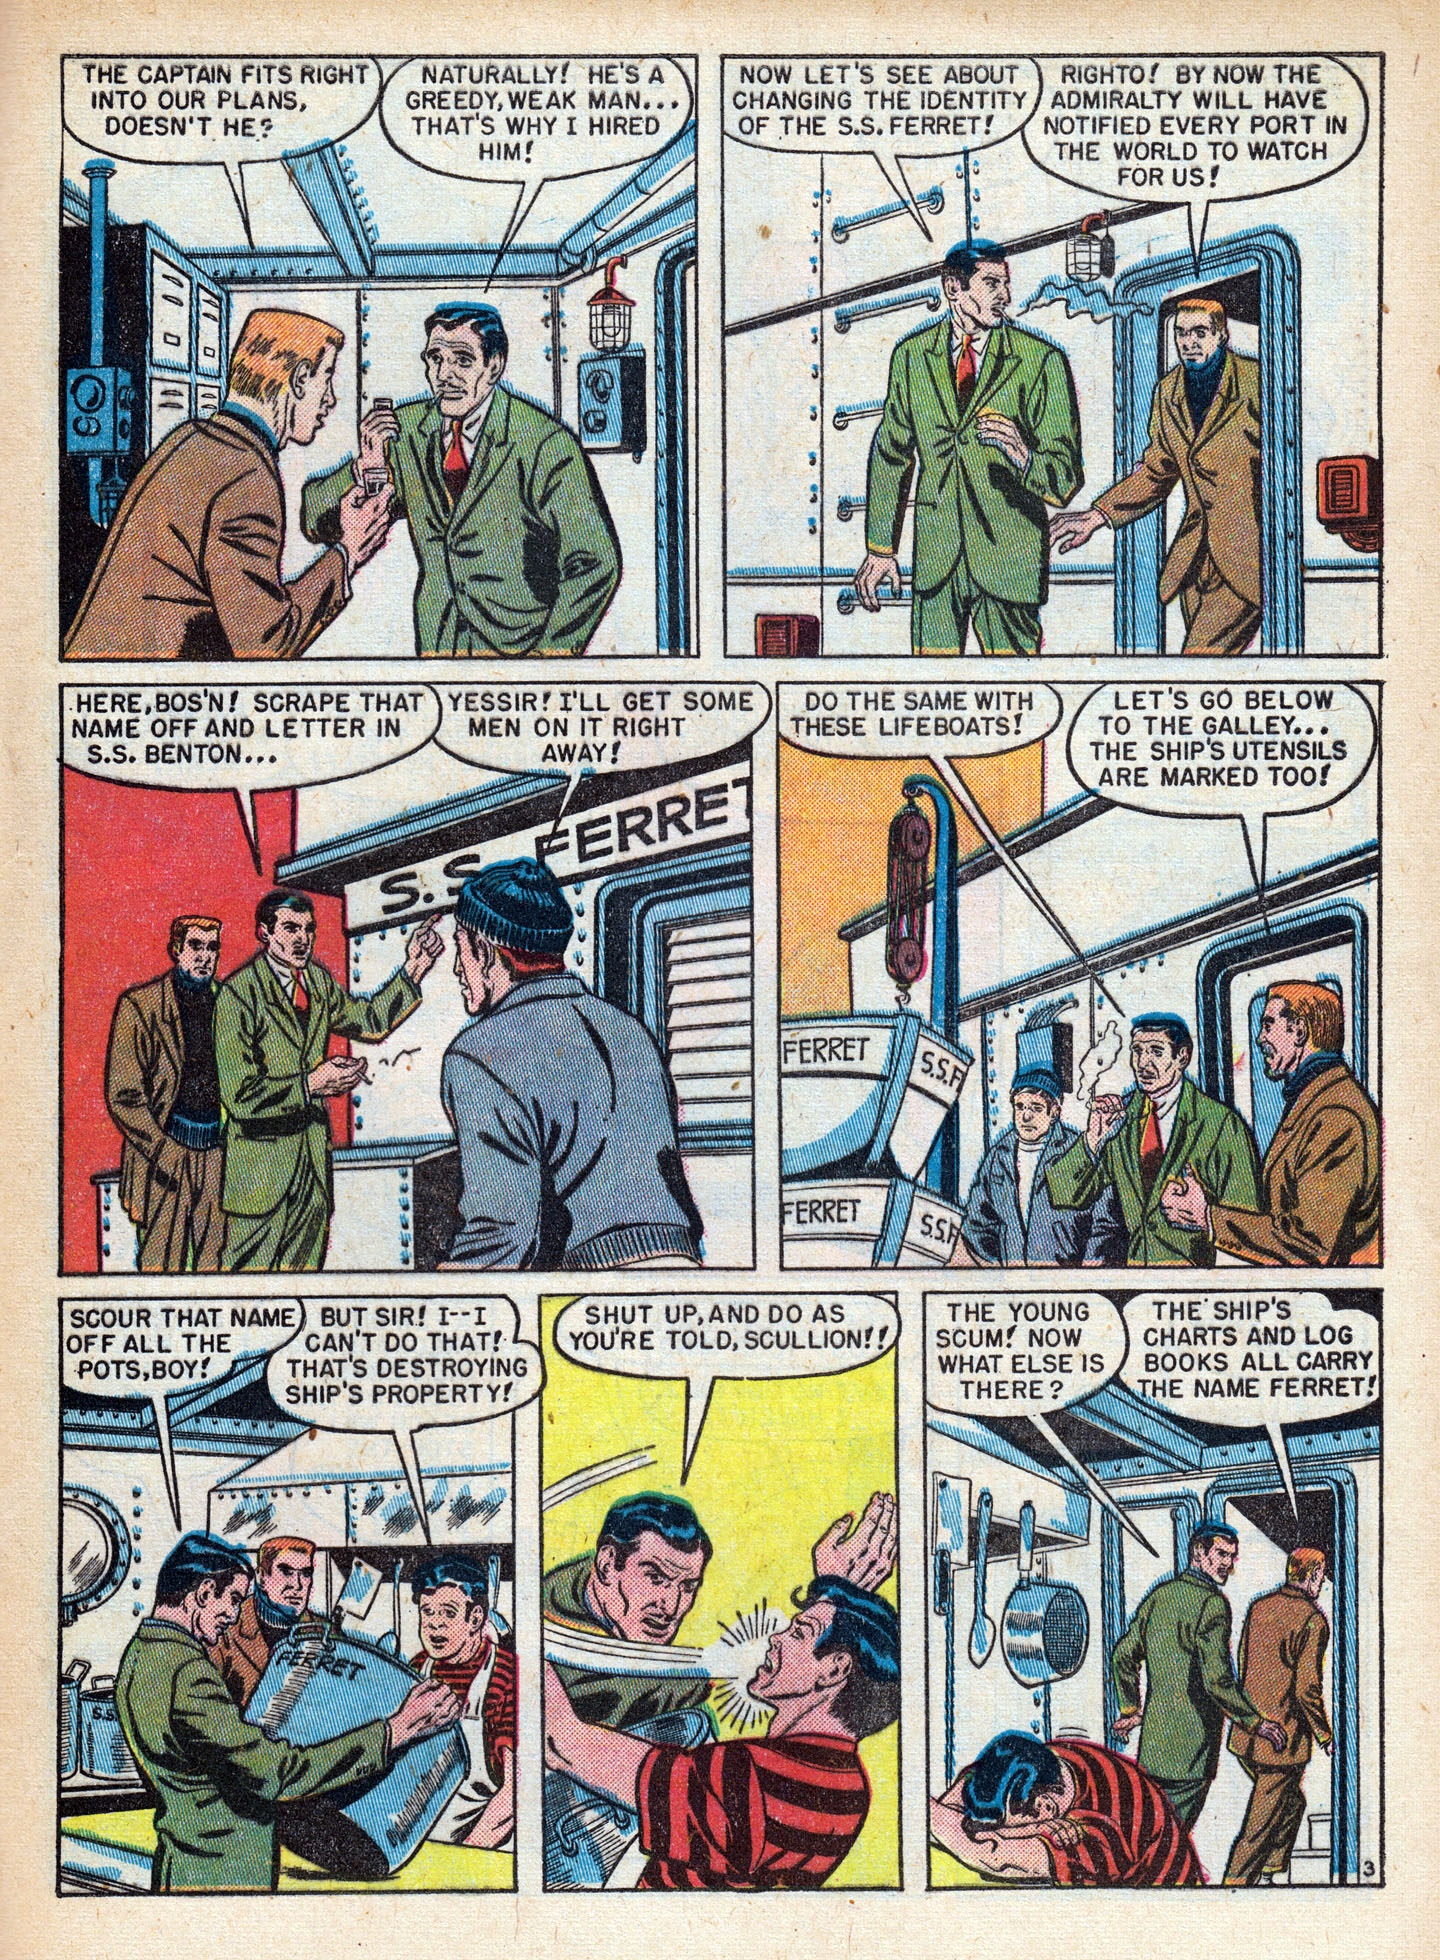 THE CAPTAIN FITS RIGHT
INTO OUR PLANS,
DOESN'T HE?
NATURALLY! HE'S A
GREEDY, WEAK MAN...
THAT'S WHY I HIRED
HIM!
NOW LET'S SEE ABOUT
CHANGING THE IDENTITY
OF THE S.S. FERRET!
RIGHTO! BY NOW THE
ADMIRALTY WILL HAVE
NOTIFIED EVERY PORT IN
THE WORLD TO WATCH
FOR US!
HERE, BOS'N! SCRAPE THAT
NAME OFF AND LETTER IN
S.S. BENTON...
YESSIR! I'LL GET SOME
MEN ON IT RIGHT
AWAY!
S.S. FERRET
DO THE SAME WITH
THESE LIFEBOATS!
LET'S GO BELOW
TO THE GALLEY...
THE SHIP'S UTENSILS
ARE MARKED TOO!
FERRET
S.S.F
FERRET
S.S.F
SCOUR THAT NAME
OFF ALL THE
POTS, BOY!
BUT SIR! I--I
CAN'T DO THAT!
THAT'S DESTROYING
SHIP'S PROPERTY!
FERRET
S.S.
SHUT UP, AND DO AS
YOU'RE TOLD, SCULLION!!
THE YOUNG
SCUM! NOW
WHAT ELSE IS
THERE?
THE SHIP'S
CHARTS AND LOG
BOOKS ALL CARRY
THE NAME FERRET!
3